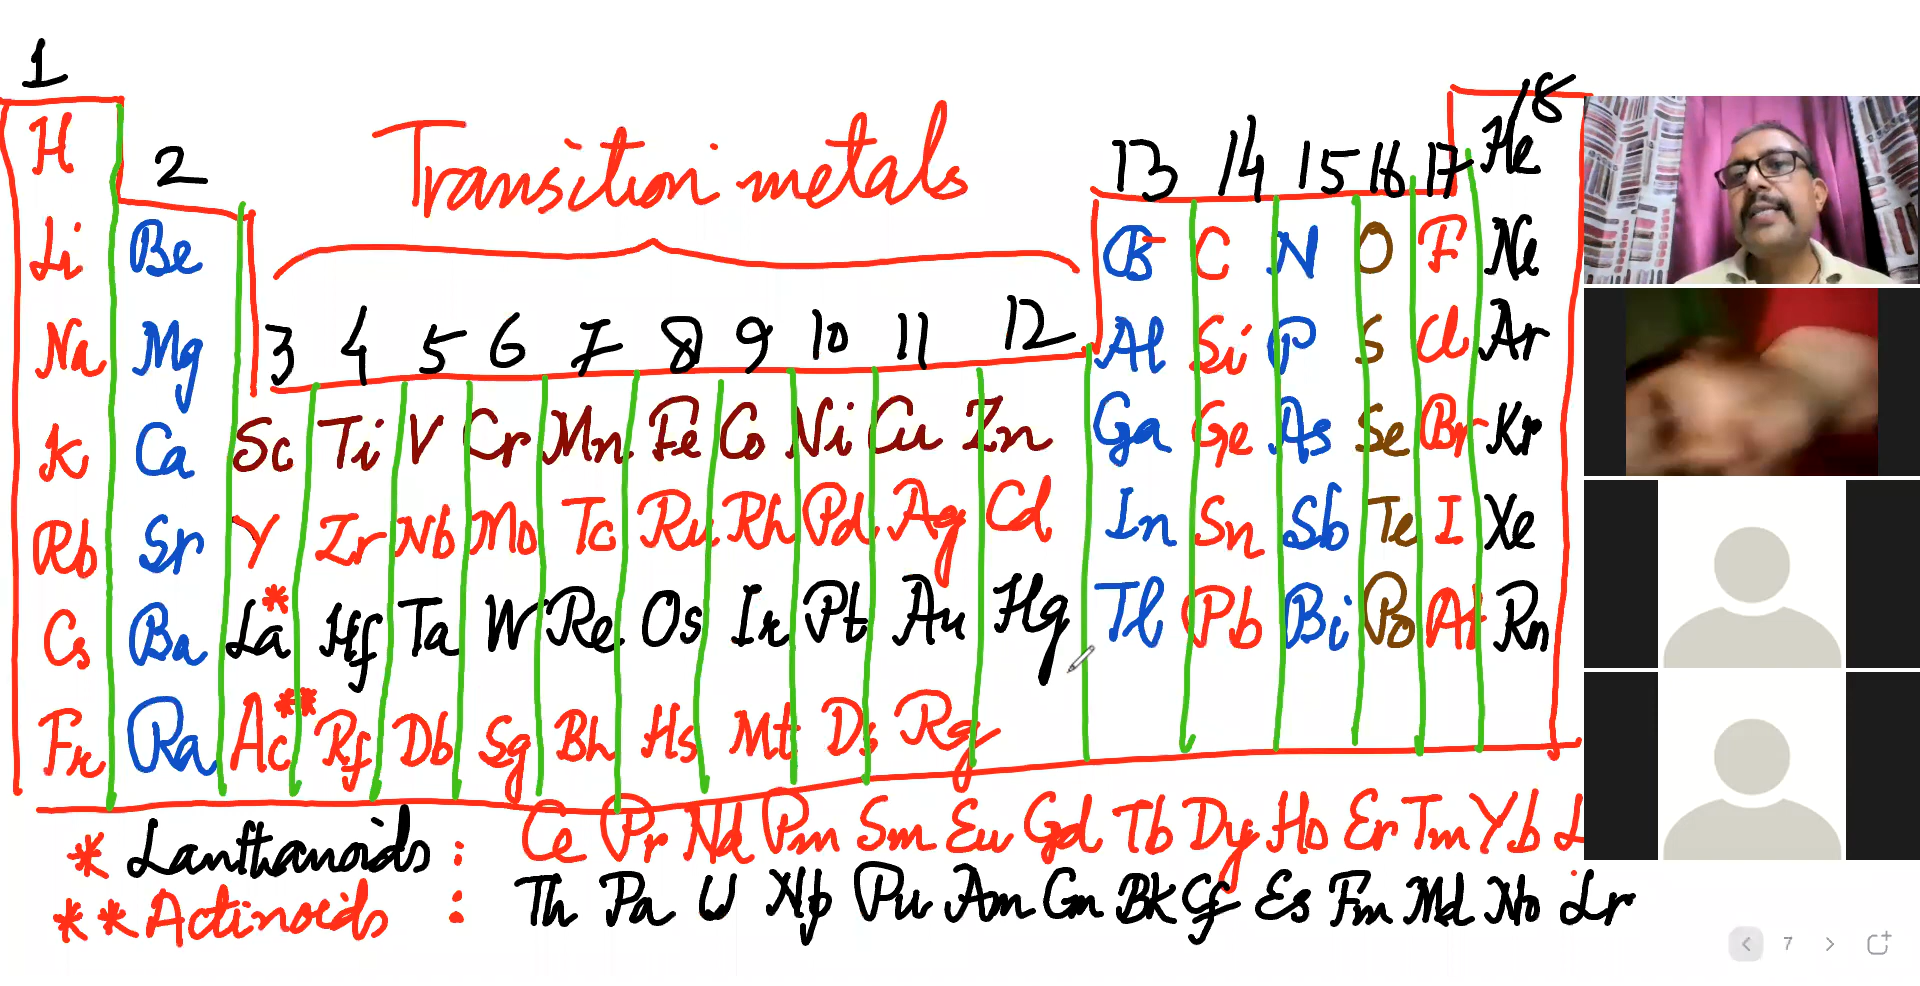 1 18
H He
2 Transition metals 13 14 15 16 17
Li Be B C N O F Ne
3 4 5 6 7 8 9 10 11 12
Na Mg Al Si P S Cl Ar
K Ca Sc Ti V Cr Mn Fe Co Ni Cu Zn Ga Ge As Se Br Kr
Rb Sr Y Zr Nb Mo Tc Ru Rh Pd Ag Cd In Sn Sb Te I Xe
Cs Ba La* Hf Ta W Re Os Ir Pt Au Hg Tl Pb Bi Po At Rn
Fr Ra Ac** Rf Db Sg Bh Hs Mt Ds Rg
* Lanthanoids : Ce Pr Nd Pm Sm Eu Gd Tb Dy Ho Er Tm Yb L
** Actinoids : Th Pa U Np Pu Am Cm Bk Cf Es Fm Md No Lr
7